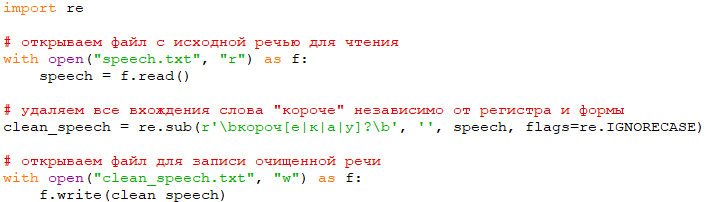 import re
# открываем файл с исходной речью для чтения
with open("speech.txt", "r") as f:
    speech = f.read()
# удаляем все вхождения слова "короче" независимо от регистра и формы
clean_speech = re.sub(r'\bкороч[е|к|а|у]?\b', '', speech, flags=re.IGNORECASE)
# открываем файл для записи очищенной речи
with open("clean_speech.txt", "w") as f:
    f.write(clean speech)